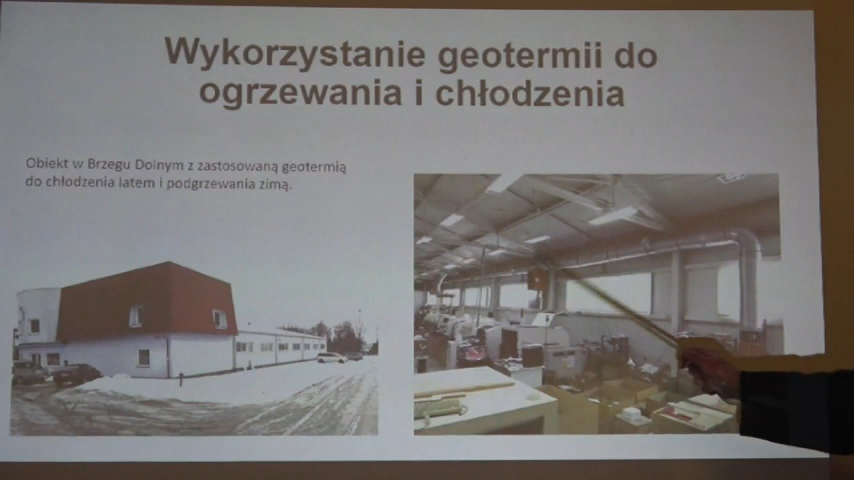 Wykorzystanie geotermii do
ogrzewania i chłodzenia
Obiekt w Brzegu Dolnym z zastosowaną geotermią
do chłodzenia latem i podgrzewania zimą.